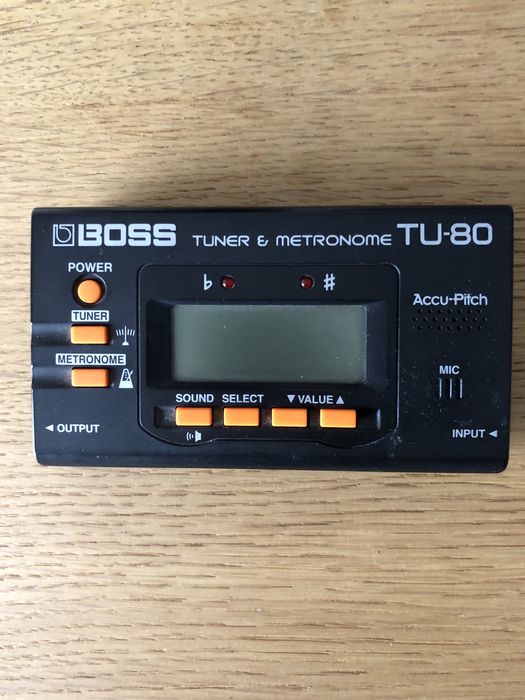 BOSS TUNER & METRONOME TU-80
POWER
♭ ♯
Accu-Pitch
TUNER
METRONOME
MIC
SOUND SELECT ▼ VALUE ▲
◄ OUTPUT
INPUT ◄